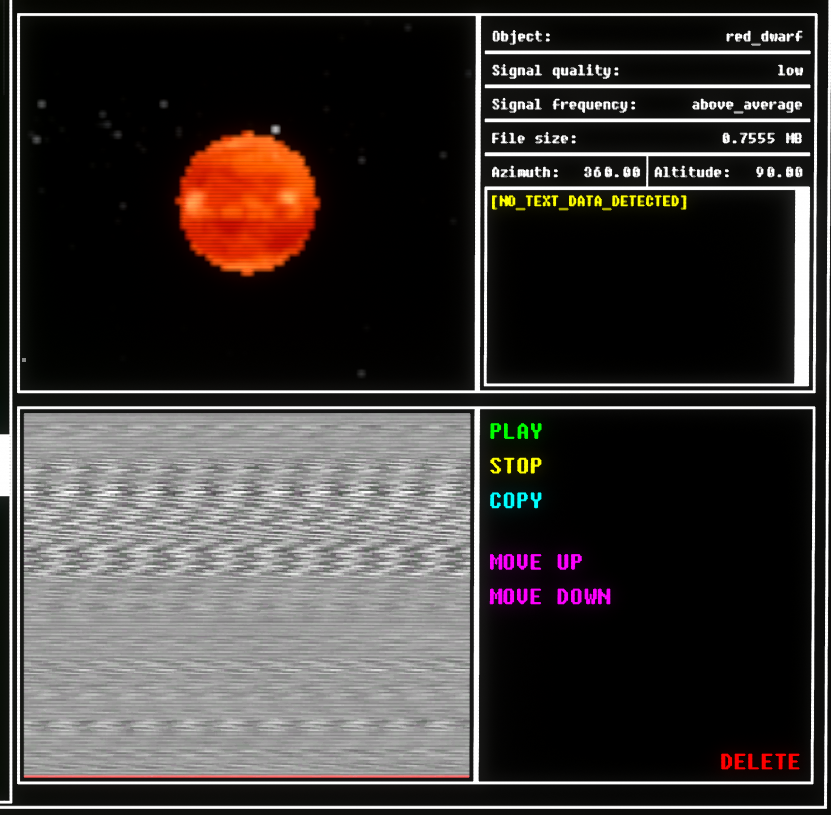 Object: red_dwarf
Signal quality: low
Signal frequency: above_average
File size: 0.7555 MB
Azimuth: 360.00 Altitude: 90.00
[NO_TEXT_DATA_DETECTED]
PLAY
STOP
COPY
MOVE UP
MOVE DOWN
DELETE